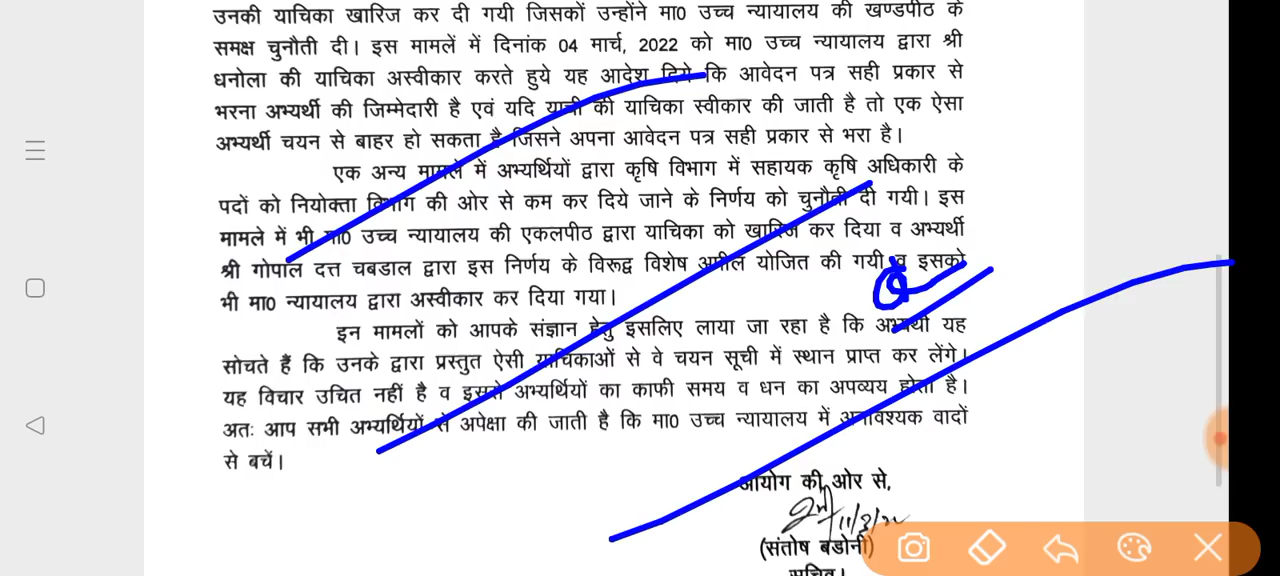 उनकी याचिका खारिज कर दी गयी जिसकों उन्होंने मा0 उच्च न्यायालय की खण्डपीठ के
समक्ष चुनौती दी। इस मामलें में दिनांक 04 मार्च, 2022 को मा0 उच्च न्यायालय द्वारा श्री
धनोला की याचिका अस्वीकार करते हुये यह आदेश दिये कि आवेदन पत्र सही प्रकार से
भरना अभ्यर्थी की जिम्मेदारी है एवं यदि याची की याचिका स्वीकार की जाती है तो एक ऐसा
अभ्यर्थी चयन से बाहर हो सकता है जिसने अपना आवेदन पत्र सही प्रकार से भरा है।
एक अन्य मामले में अभ्यर्थियों द्वारा कृषि विभाग में सहायक कृषि अधिकारी के
पदों को नियोक्ता विभाग की ओर से कम कर दिये जाने के निर्णय को चुनौती दी गयी। इस
मामले में भी मा0 उच्च न्यायालय की एकलपीठ द्वारा याचिका को खारिज कर दिया व अभ्यर्थी
श्री गोपाल दत्त चबडाल द्वारा इस निर्णय के विरूद्व विशेष अपील योजित की गयी व इसको
भी मा0 न्यायालय द्वारा अस्वीकार कर दिया गया।
इन मामलों को आपके संज्ञान हेतु इसलिए लाया जा रहा है कि अभ्यर्थी यह
सोचते हैं कि उनके द्वारा प्रस्तुत ऐसी याचिकाओं से वे चयन सूची में स्थान प्राप्त कर लेंगे।
यह विचार उचित नहीं है व इससे अभ्यर्थियों का काफी समय व धन का अपव्यय होता है।
अतः आप सभी अभ्यर्थियों से अपेक्षा की जाती है कि मा0 उच्च न्यायालय में अनावश्यक वादों
से बचें।
आयोग की ओर से,
(संतोष बडोनी)
सचिव।